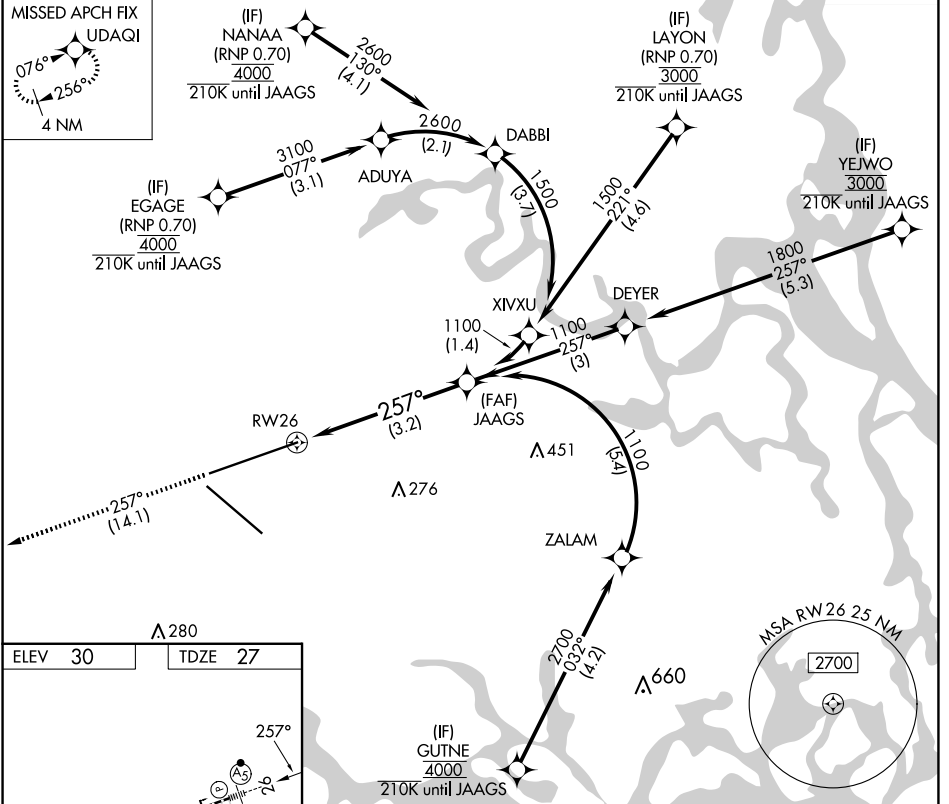 MISSED APCH FIX
UDAQI
076°
256°
4 NM
(IF)
NANAA
(RNP 0.70)
4000
210K until JAAGS
2600
130°
(4.1)
(IF)
LAYON
(RNP 0.70)
3000
210K until JAAGS
(IF)
YEJWO
3000
210K until JAAGS
(IF)
EGAGE
(RNP 0.70)
4000
210K until JAAGS
3100
077°
(3.1)
ADUYA
2600
(2.1)
DABBI
1500
(3.7)
1500
221°
(4.6)
1800
257°
(5.3)
XIVXU
DEYER
1100
(1.4)
1100
257°
(3)
(FAF)
JAAGS
257°
(3.2)
RW26
257°
(14.1)
451
276
1100
(5.4)
ZALAM
2700
032°
(4.2)
280
660
(IF)
GUTNE
4000
210K until JAAGS
MSA RW26 25 NM
2700
ELEV 30
TDZE 27
257°
A5
P
26